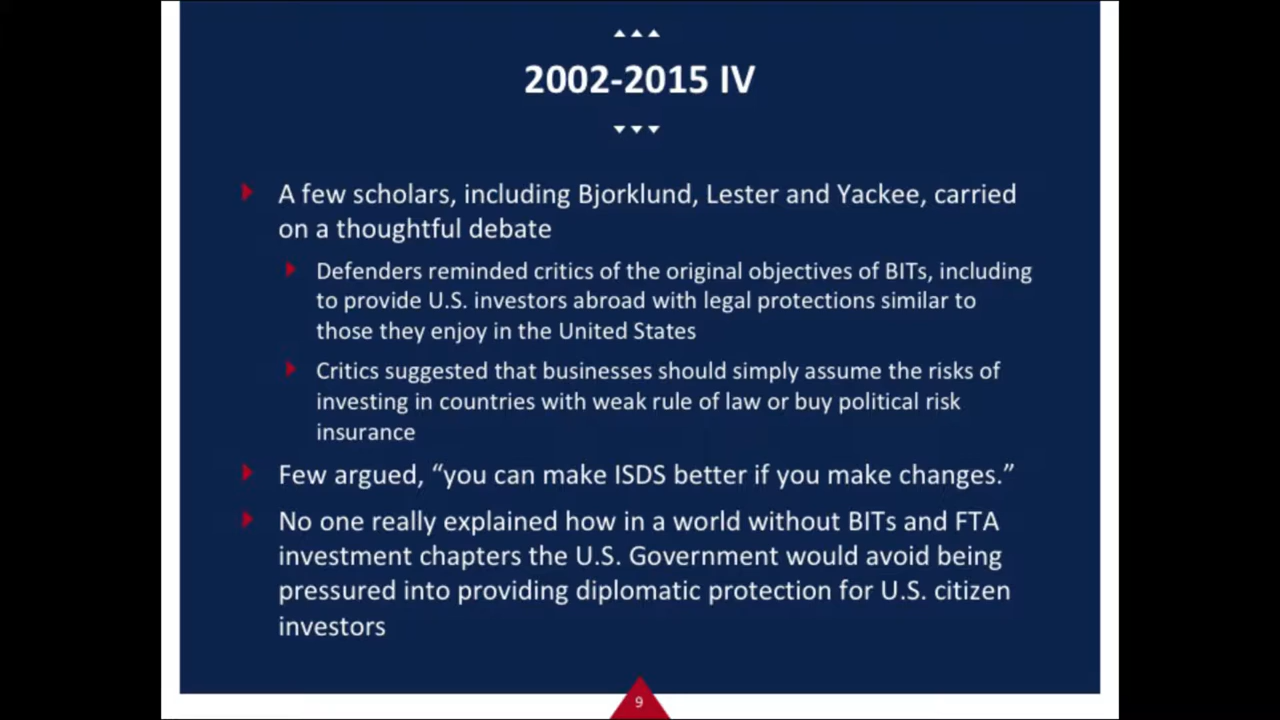 2002-2015 IV
A few scholars, including Bjorklund, Lester and Yackee, carried
on a thoughtful debate
Defenders reminded critics of the original objectives of BITs, including
to provide U.S. investors abroad with legal protections similar to
those they enjoy in the United States
Critics suggested that businesses should simply assume the risks of
investing in countries with weak rule of law or buy political risk
insurance
Few argued, “you can make ISDS better if you make changes.”
No one really explained how in a world without BITs and FTA
investment chapters the U.S. Government would avoid being
pressured into providing diplomatic protection for U.S. citizen
investors
9